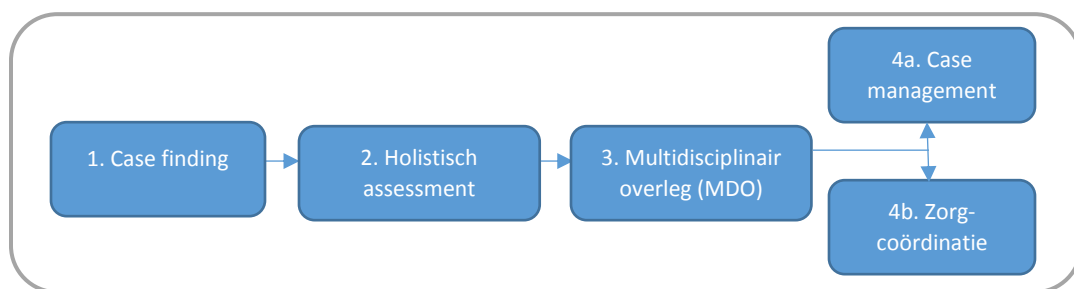 1. Case finding
2. Holistisch
assessment
3. Multidisciplinair
overleg (MDO)
4a. Case
management
4b. Zorg-
coördinatie